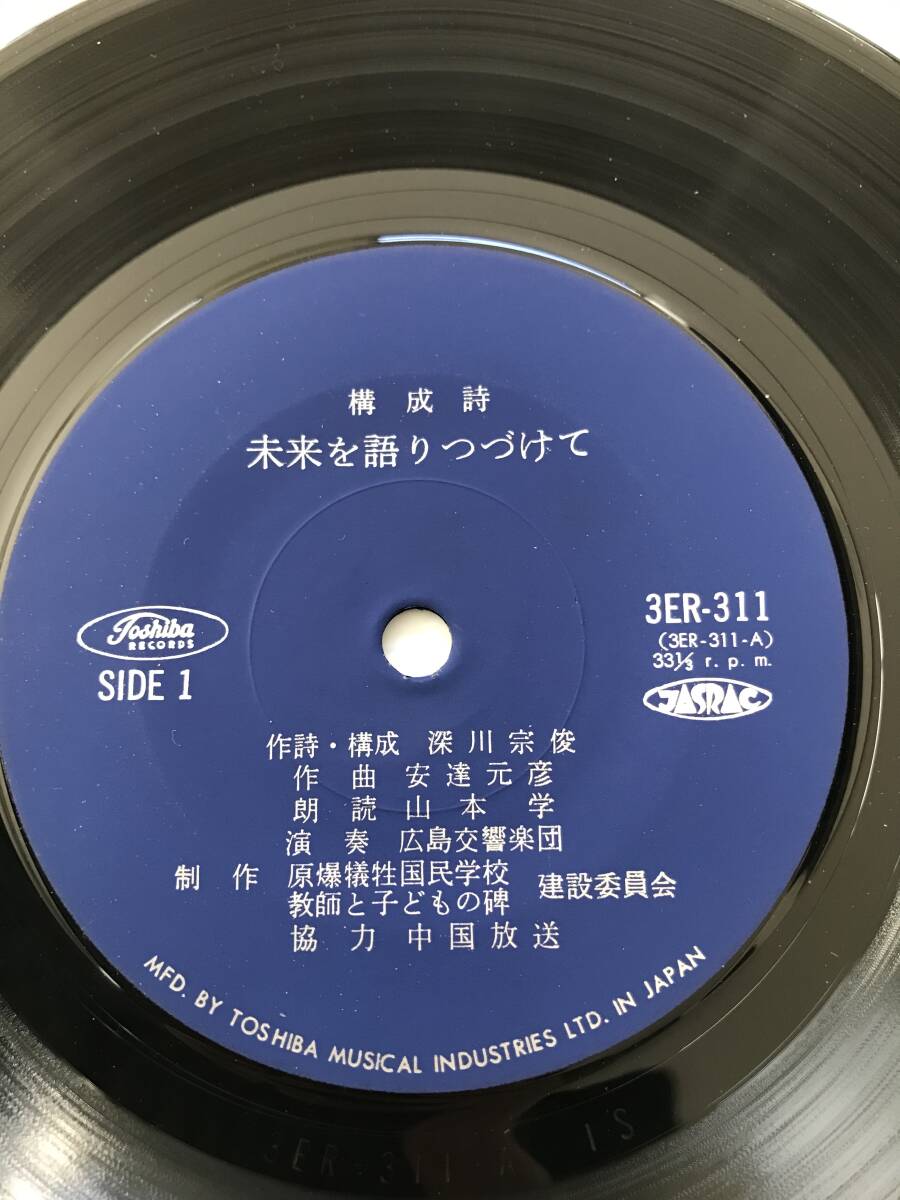 構成詩
未来を語りつづけて
Toshiba
RECORDS
SIDE 1
3ER-311
(3ER-311-A)
33⅓ r. p. m.
JASRAC
作詩・構成 深川宗俊
作曲 安達元彦
朗読 山本学
演奏 広島交響楽団
制作 原爆犠牲国民学校
教師と子どもの碑 建設委員会
協力 中国放送
MFD. BY TOSHIBA MUSICAL INDUSTRIES LTD. IN JAPAN
3ER-311-A 1S